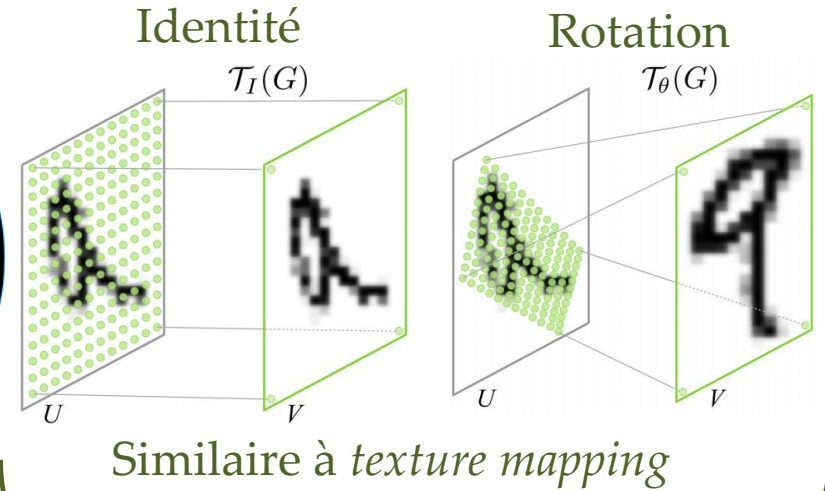 Identité
Rotation
𝒯_I(G)
𝒯_θ(G)
U
V
U
V
Similaire à texture mapping